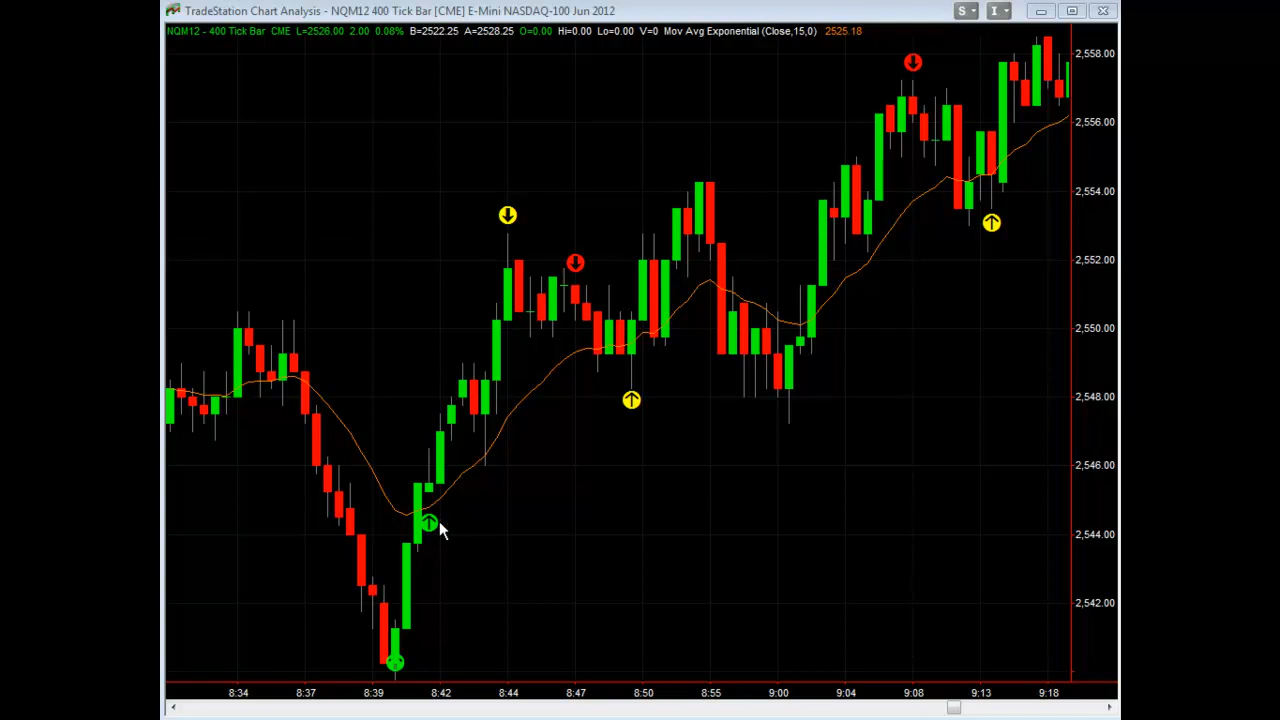 TradeStation Chart Analysis - NQM12 400 Tick Bar [CME] E-Mini NASDAQ-100 Jun 2012
S I
NQM12 - 400 Tick Bar CME L=2526.00 2.00 0.08% B=2522.25 A=2528.25 O=0.00 Hi=0.00 Lo=0.00 V=0 Mov Avg Exponential (Close,15,0) 2525.18
2,558.00
2,556.00
2,554.00
2,552.00
2,550.00
2,548.00
2,546.00
2,544.00
2,542.00
8:34 8:37 8:39 8:42 8:44 8:47 8:50 8:55 9:00 9:04 9:08 9:13 9:18